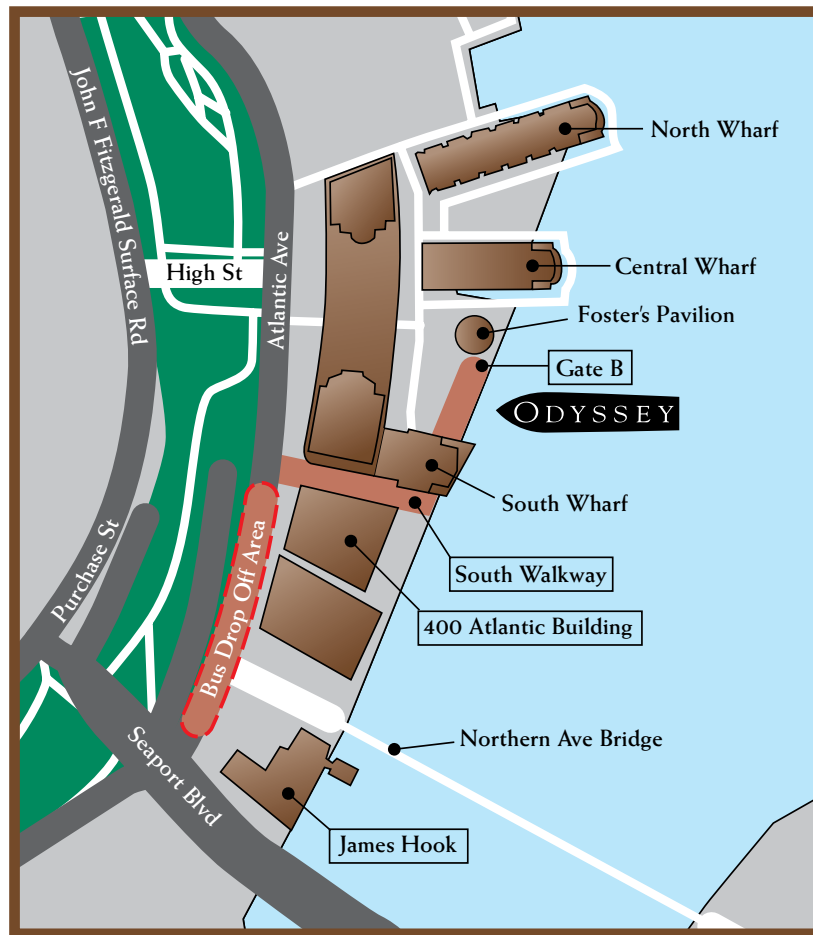 John F Fitzgerald Surface Rd
North Wharf
Atlantic Ave
High St
Central Wharf
Foster's Pavilion
Gate B
ODYSSEY
South Wharf
Purchase St
Bus Drop Off Area
South Walkway
400 Atlantic Building
Seaport Blvd
Northern Ave Bridge
James Hook